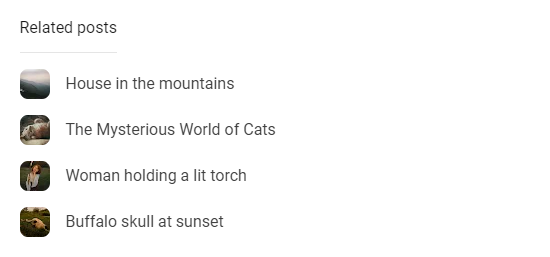 Related posts
House in the mountains
The Mysterious World of Cats
Woman holding a lit torch
Buffalo skull at sunset